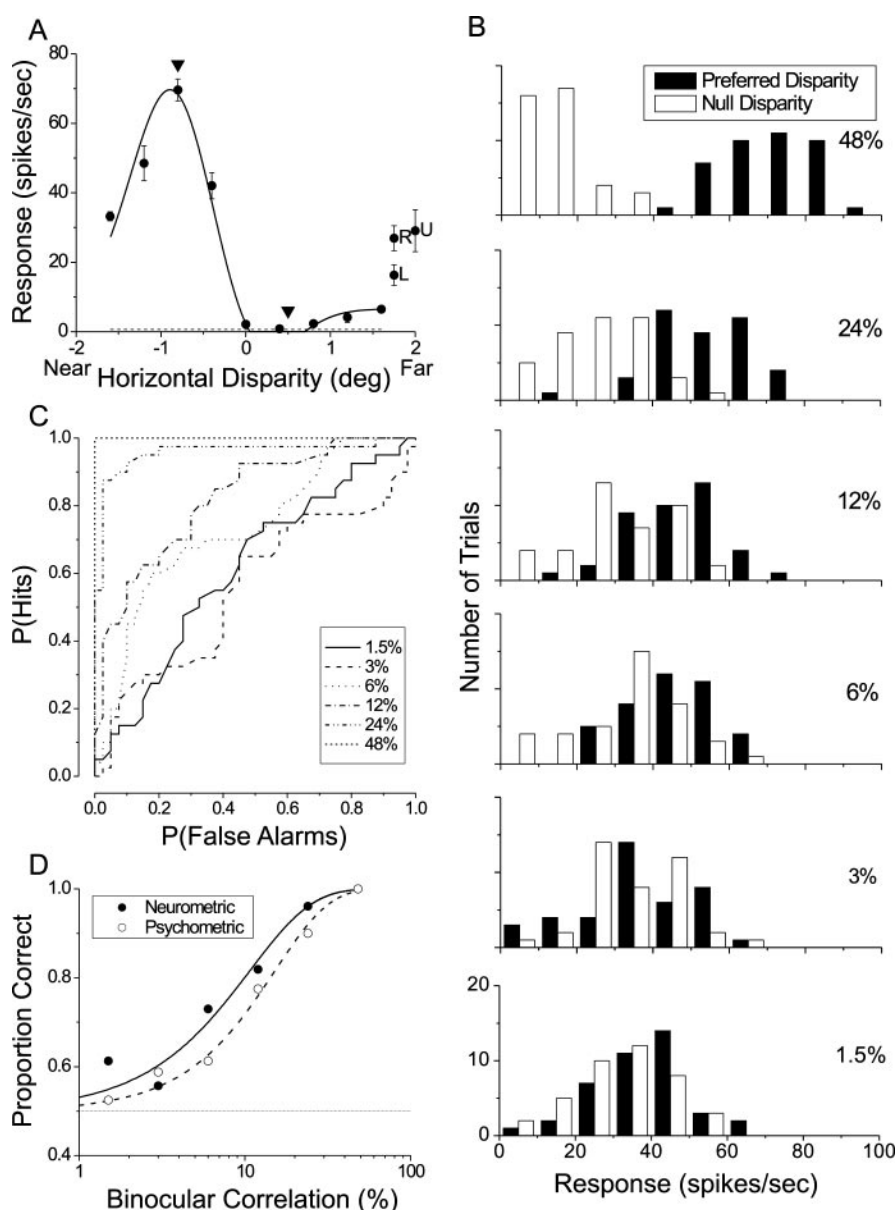 A
80
60
40
20
0
Response (spikes/sec)
R
U
L
-2
-1
0
1
2
Near
Far
Horizontal Disparity (deg)
B
Preferred Disparity
Null Disparity
48%
24%
12%
6%
3%
1.5%
Number of Trials
20
10
0
0
20
40
60
80
100
Response (spikes/sec)
C
1.0
0.8
0.6
0.4
0.2
0.0
P(Hits)
1.5%
3%
6%
12%
24%
48%
0.0
0.2
0.4
0.6
0.8
1.0
P(False Alarms)
D
1.0
0.8
0.6
0.4
Proportion Correct
Neurometric
Psychometric
1
10
100
Binocular Correlation (%)